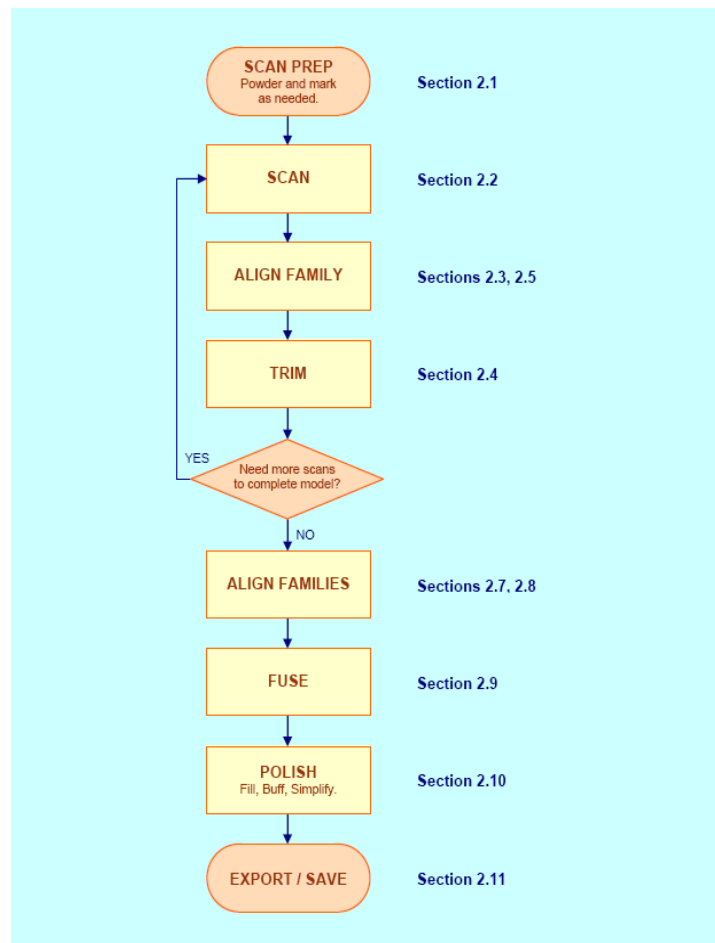 SCAN PREP
Powder and mark
as needed.
Section 2.1
SCAN
Section 2.2
ALIGN FAMILY
Sections 2.3, 2.5
TRIM
Section 2.4
YES
Need more scans
to complete model?
NO
ALIGN FAMILIES
Sections 2.7, 2.8
FUSE
Section 2.9
POLISH
Fill, Buff, Simplify.
Section 2.10
EXPORT / SAVE
Section 2.11